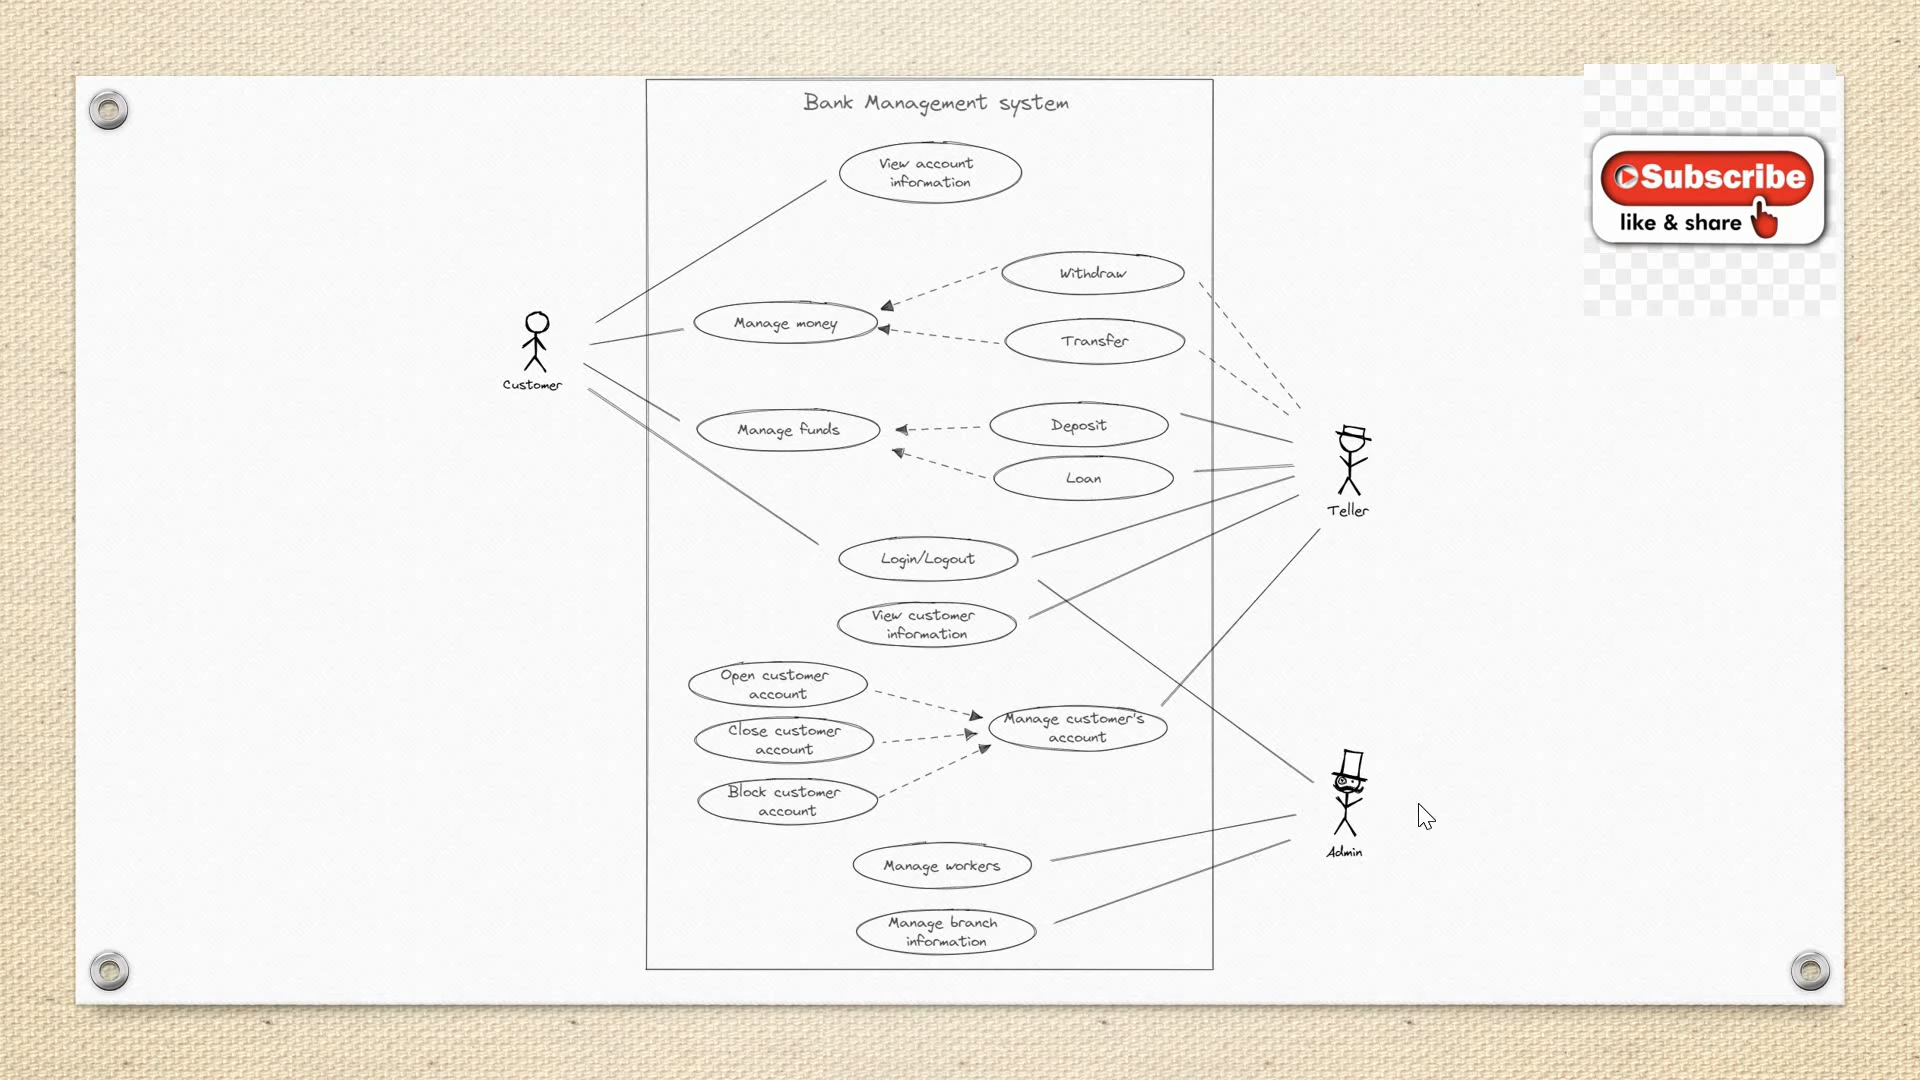 Bank Management system
View account
information
Subscribe
like & share
Withdraw
Manage money
Transfer
Customer
Manage funds
Deposit
Loan
Teller
Login/Logout
View customer
information
Open customer
account
Close customer
account
Manage customer's
account
Block customer
account
Admin
Manage workers
Manage branch
information